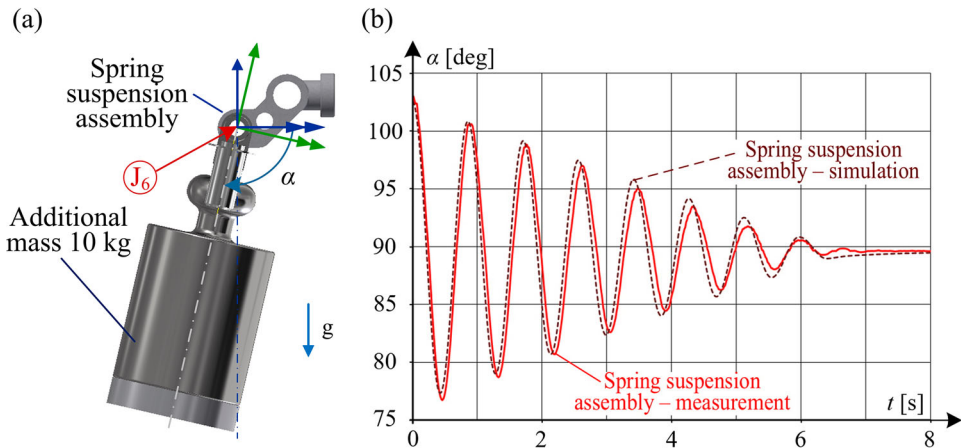 (a)
Spring
suspension
assembly
J6
α
Additional
mass 10 kg
g
(b)
α [deg]
105
100
95
90
85
80
75
Spring suspension
assembly – simulation
Spring suspension
assembly – measurement
t [s]
0
2
4
6
8